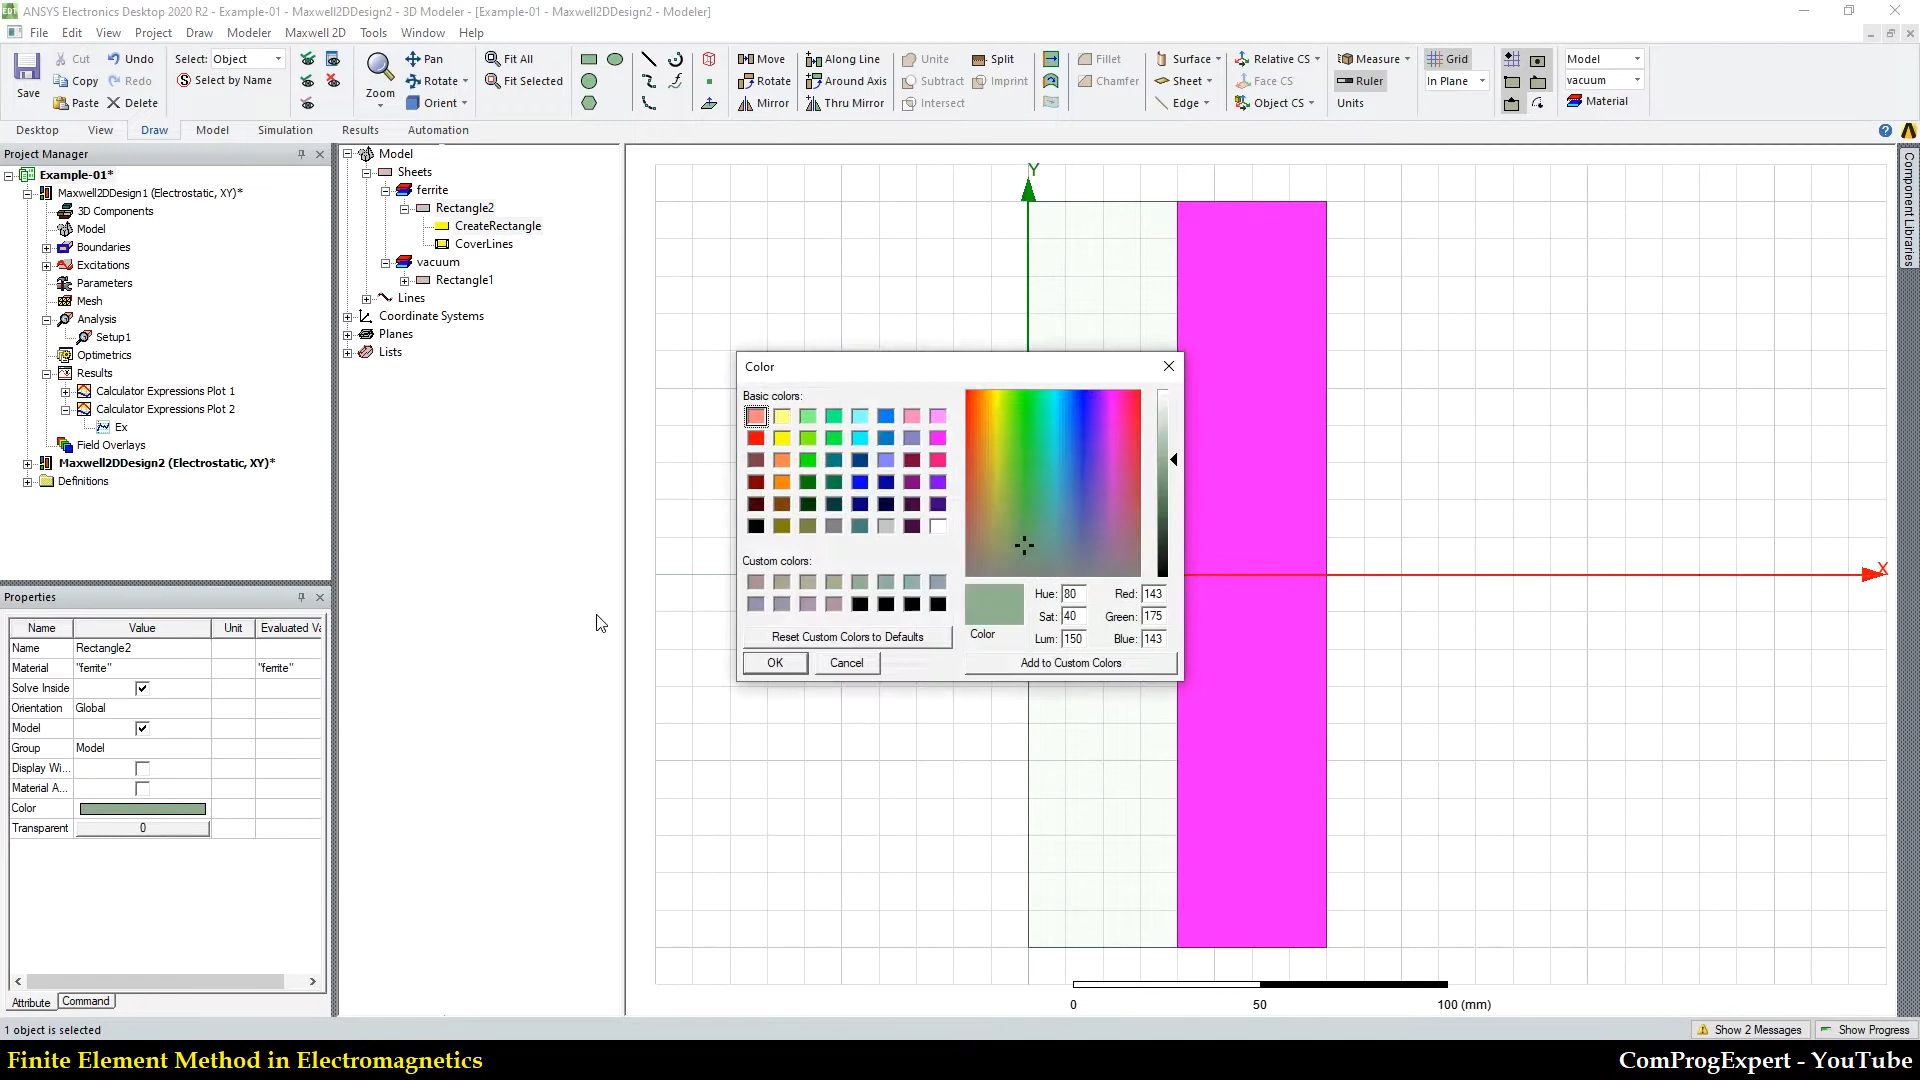 ANSYS Electronics Desktop 2020 R2 - Example-01 - Maxwell2DDesign2 - 3D Modeler - [Example-01 - Maxwell2DDesign2 - Modeler]
File Edit View Project Draw Modeler Maxwell 2D Tools Window Help
Save
Cut
Copy
Paste
Undo
Redo
Delete
Select: Object
Select by Name
Zoom
Pan
Rotate
Orient
Fit All
Fit Selected
Move
Rotate
Mirror
Along Line
Around Axis
Thru Mirror
Unite
Subtract
Intersect
Split
Imprint
Fillet
Chamfer
Surface
Sheet
Edge
Relative CS
Face CS
Object CS
Measure
Ruler
Units
Grid
In Plane
Model
vacuum
Material
Desktop View Draw Model Simulation Results Automation
Project Manager
Example-01*
Maxwell2DDesign1 (Electrostatic, XY)*
3D Components
Model
Boundaries
Excitations
Parameters
Mesh
Analysis
Setup1
Optimetrics
Results
Calculator Expressions Plot 1
Calculator Expressions Plot 2
Ex
Field Overlays
Maxwell2DDesign2 (Electrostatic, XY)*
Definitions
Model
Sheets
ferrite
Rectangle2
CreateRectangle
CoverLines
vacuum
Rectangle1
Lines
Coordinate Systems
Planes
Lists
Component Libraries
Y
X
0 50 100 (mm)
Color
Basic colors:
Custom colors:
Reset Custom Colors to Defaults
OK Cancel
Color
Hue: 80 Red: 143
Sat: 40 Green: 175
Lum: 150 Blue: 143
Add to Custom Colors
Properties
Name Value Unit Evaluated Va
Name Rectangle2
Material "ferrite" "ferrite"
Solve Inside
Orientation Global
Model
Group Model
Display Wi...
Material A...
Color
Transparent 0
Attribute Command
1 object is selected
Show 2 Messages Show Progress
Finite Element Method in Electromagnetics
ComProgExpert - YouTube